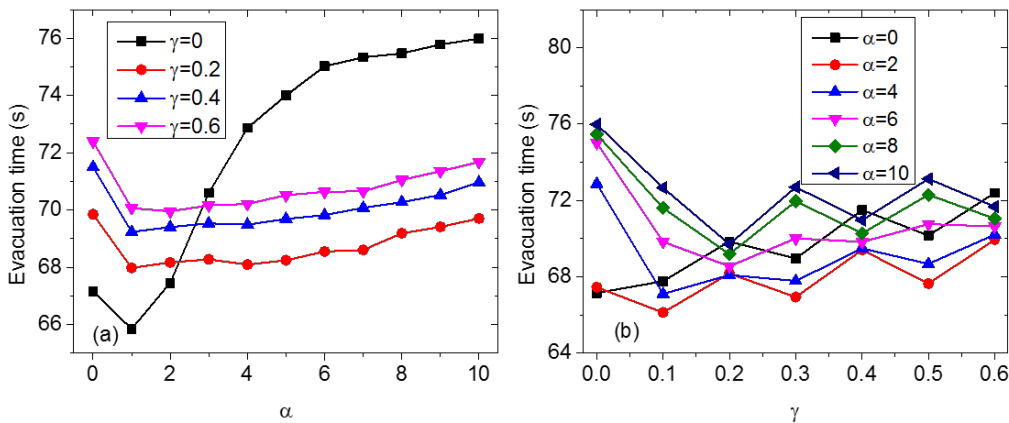 76
74
72
70
68
66
Evacuation time (s)
γ=0
γ=0.2
γ=0.4
γ=0.6
(a)
0 2 4 6 8 10
α
80
76
72
68
64
Evacuation time (s)
α=0
α=2
α=4
α=6
α=8
α=10
(b)
0.0 0.1 0.2 0.3 0.4 0.5 0.6
γ